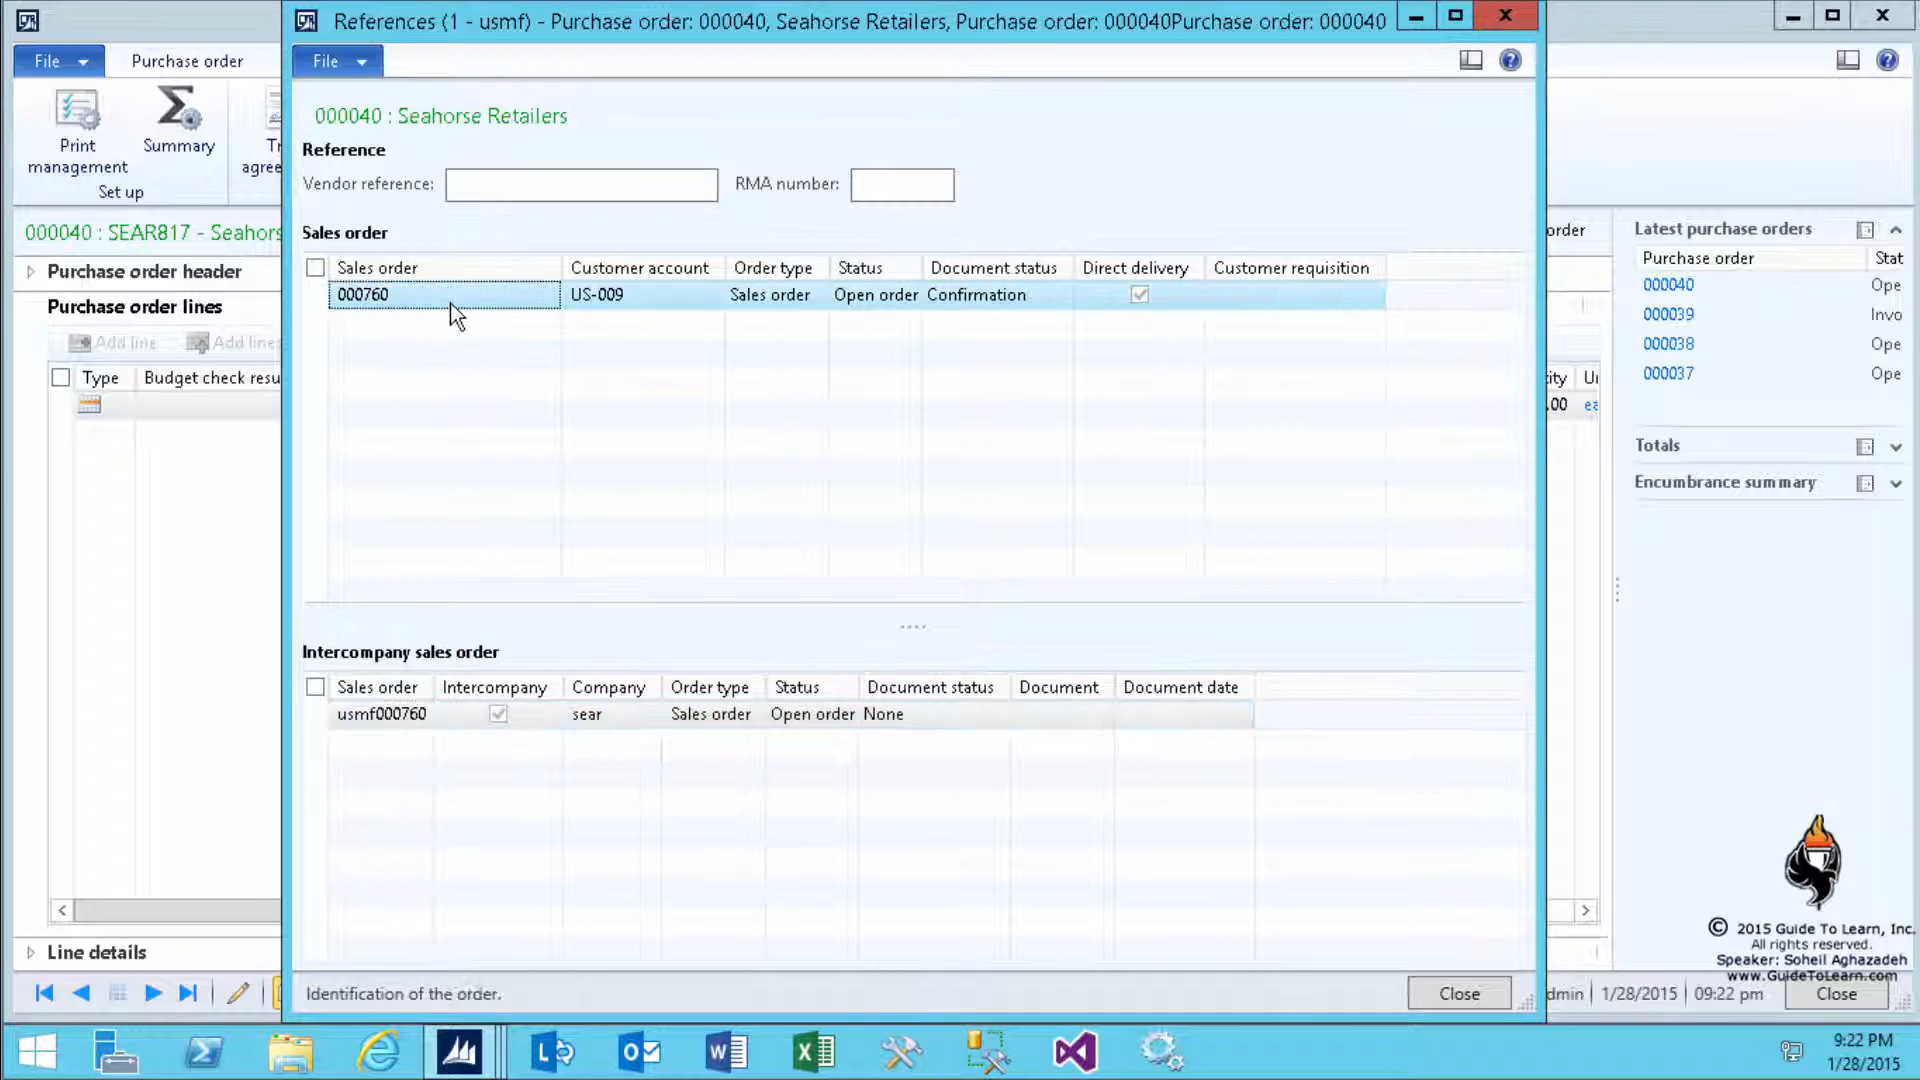 References (1 - usmf) - Purchase order: 000040, Seahorse Retailers, Purchase order: 000040Purchase order: 000040
File
Purchase order
File
Print management
Summary
Set up
000040 : Seahorse Retailers
Reference
Vendor reference:
RMA number:
000040 : SEAR817 - Seahors
Purchase order header
Purchase order lines
Add line
Add line
Type
Budget check resu
Sales order
Sales order Customer account Order type Status Document status Direct delivery Customer requisition
000760 US-009 Sales order Open order Confirmation
order
ity
.00
Latest purchase orders
Purchase order Stat
000040 Ope
000039 Invo
000038 Ope
000037 Ope
Totals
Encumbrance summary
Intercompany sales order
Sales order Intercompany Company Order type Status Document status Document Document date
usmf000760 sear Sales order Open order None
Line details
Identification of the order.
Close
dmin 1/28/2015 09:22 pm
Close
© 2015 Guide To Learn, Inc.
All rights reserved.
Speaker: Soheil Aghazadeh
www.GuideToLearn.com
9:22 PM
1/28/2015